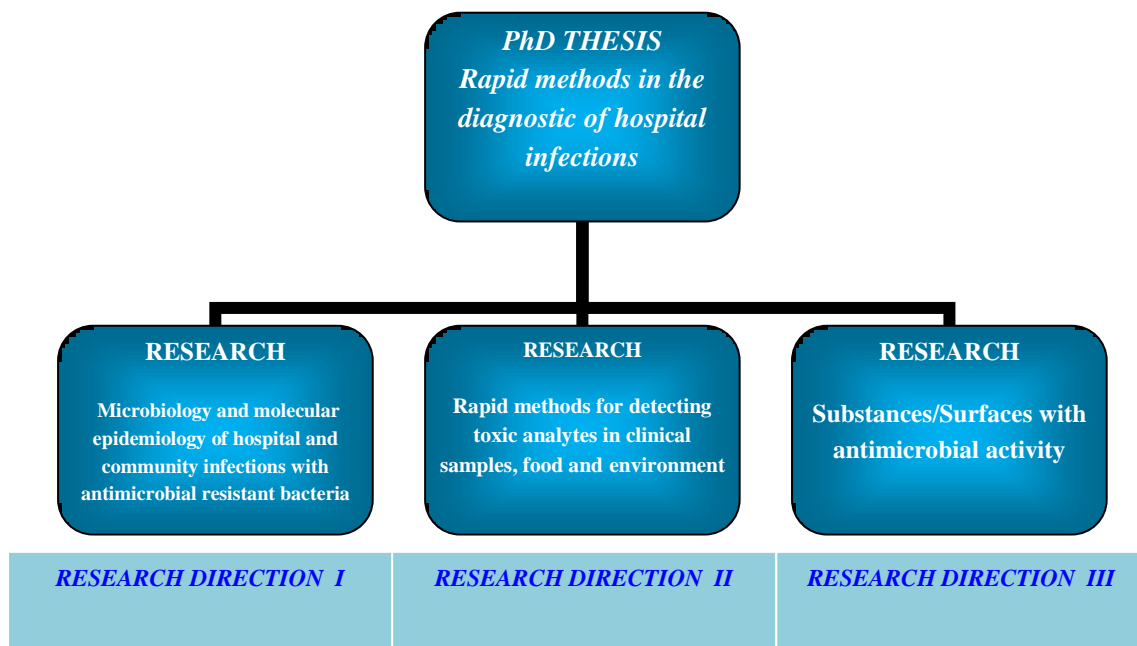 PhD THESIS
Rapid methods in the
diagnostic of hospital
infections
RESEARCH
Microbiology and molecular
epidemiology of hospital and
community infections with
antimicrobial resistant bacteria
RESEARCH
Rapid methods for detecting
toxic analytes in clinical
samples, food and environment
RESEARCH
Substances/Surfaces with
antimicrobial activity
RESEARCH DIRECTION I
RESEARCH DIRECTION II
RESEARCH DIRECTION III